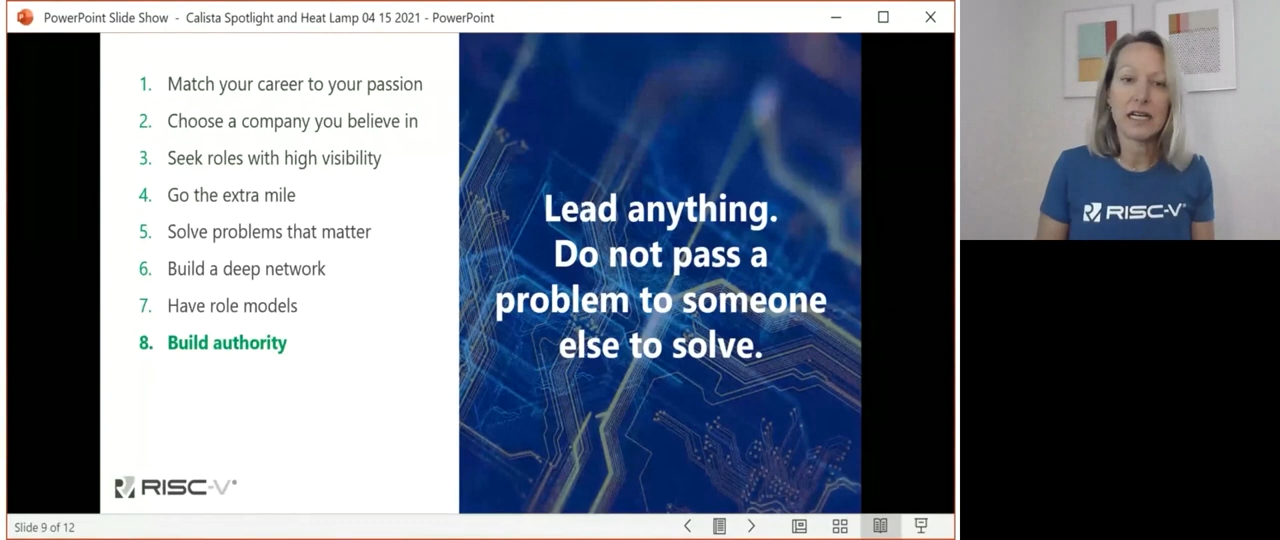 PowerPoint Slide Show - Calista Spotlight and Heat Lamp 04 15 2021 - PowerPoint
1. Match your career to your passion
2. Choose a company you believe in
3. Seek roles with high visibility
4. Go the extra mile
5. Solve problems that matter
6. Build a deep network
7. Have role models
8. Build authority
Lead anything.
Do not pass a
problem to someone
else to solve.
RISC-V®
Slide 9 of 12
RISC-V®